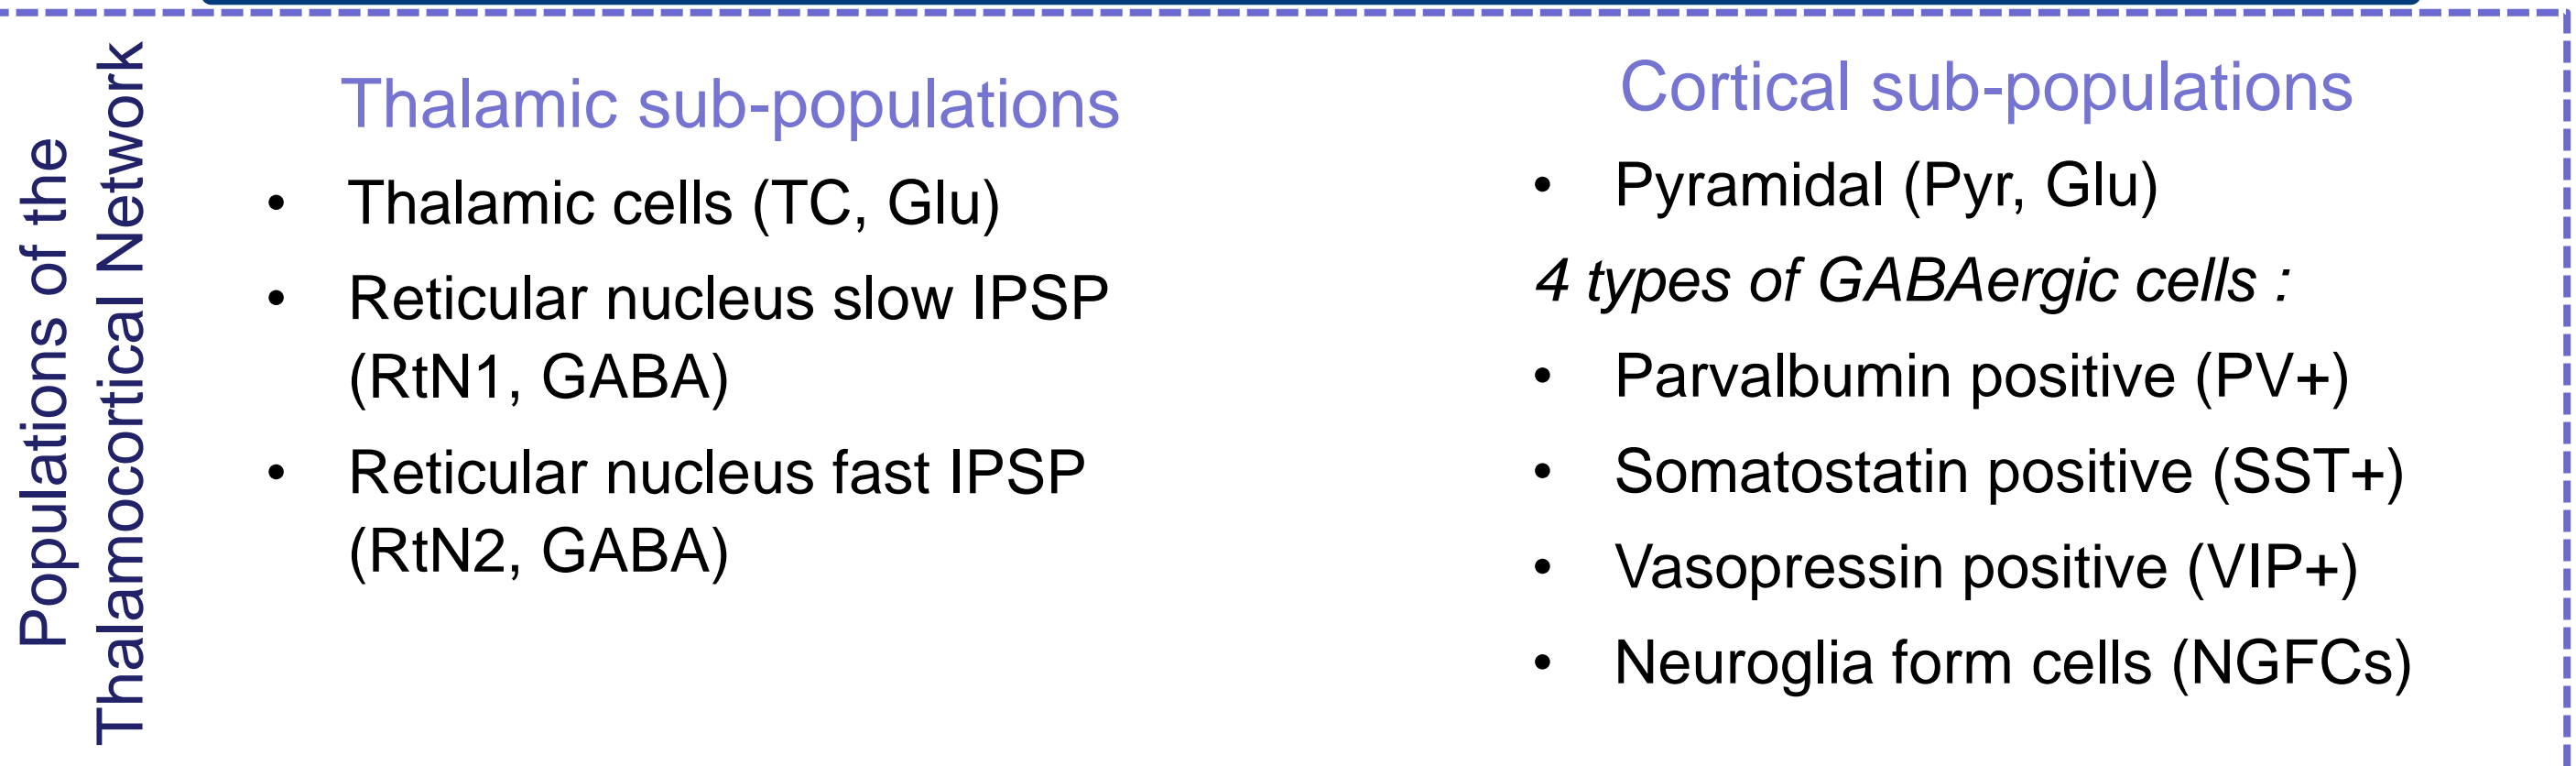 Populations of the
Thalamocortical Network
Thalamic sub-populations
• Thalamic cells (TC, Glu)
• Reticular nucleus slow IPSP
(RtN1, GABA)
• Reticular nucleus fast IPSP
(RtN2, GABA)
Cortical sub-populations
• Pyramidal (Pyr, Glu)
4 types of GABAergic cells :
• Parvalbumin positive (PV+)
• Somatostatin positive (SST+)
• Vasopressin positive (VIP+)
• Neuroglia form cells (NGFCs)